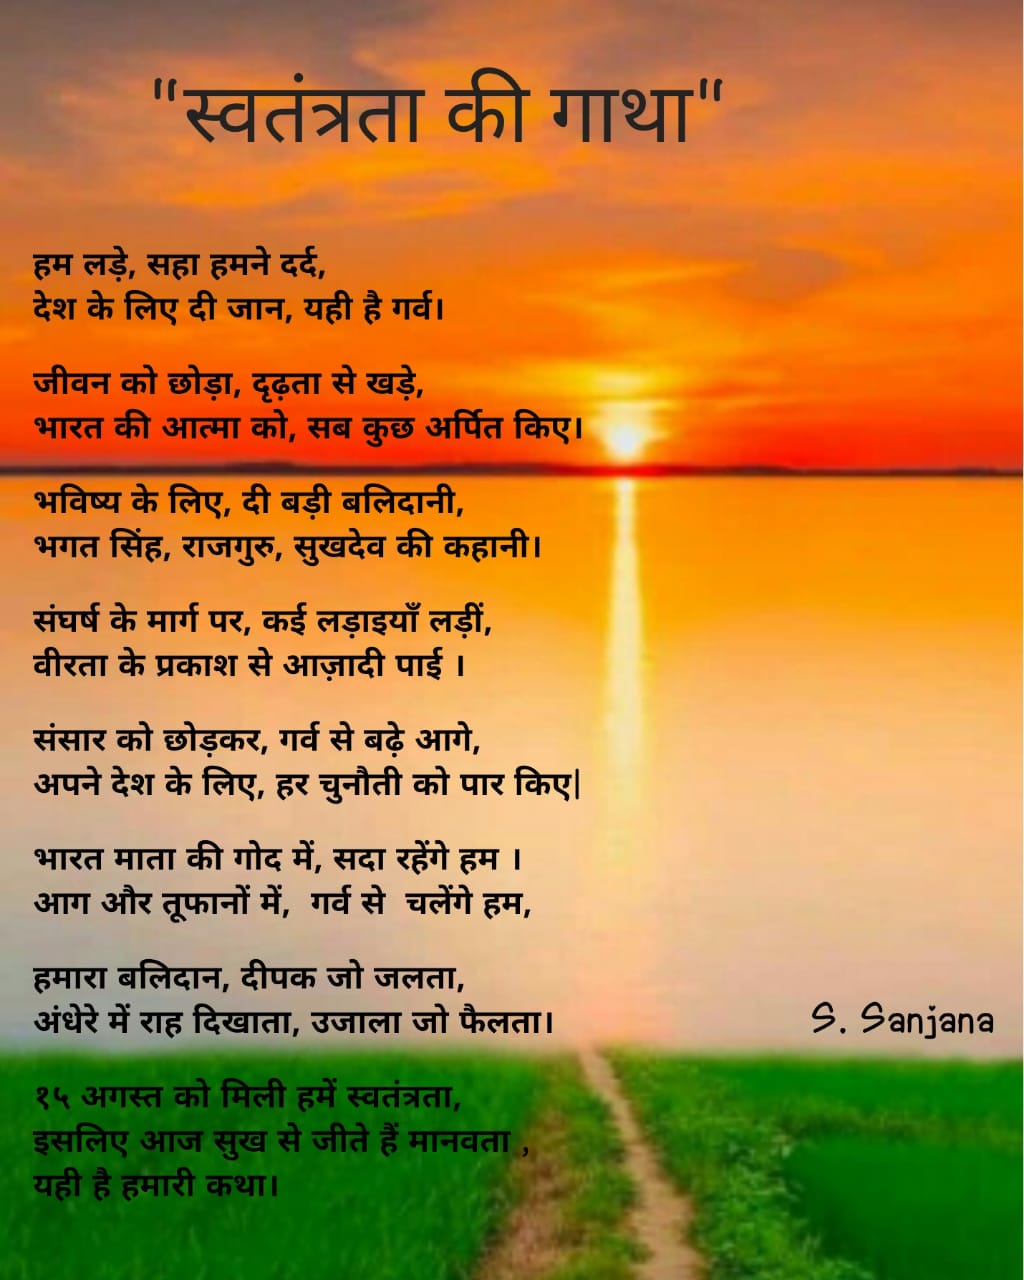 "स्वतंत्रता की गाथा"
हम लड़े, सहा हमने दर्द,
देश के लिए दी जान, यही है गर्व।
जीवन को छोड़ा, दृढ़ता से खड़े,
भारत की आत्मा को, सब कुछ अर्पित किए।
भविष्य के लिए, दी बड़ी बलिदानी,
भगत सिंह, राजगुरु, सुखदेव की कहानी।
संघर्ष के मार्ग पर, कई लड़ाइयाँ लड़ीं,
वीरता के प्रकाश से आज़ादी पाई ।
संसार को छोड़कर, गर्व से बढ़े आगे,
अपने देश के लिए, हर चुनौती को पार किए|
भारत माता की गोद में, सदा रहेंगे हम ।
आग और तूफानों में,  गर्व से  चलेंगे हम,
हमारा बलिदान, दीपक जो जलता,
अंधेरे में राह दिखाता, उजाला जो फैलता।
S. Sanjana
१५ अगस्त को मिली हमें स्वतंत्रता,
इसलिए आज सुख से जीते हैं मानवता ,
यही है हमारी कथा।